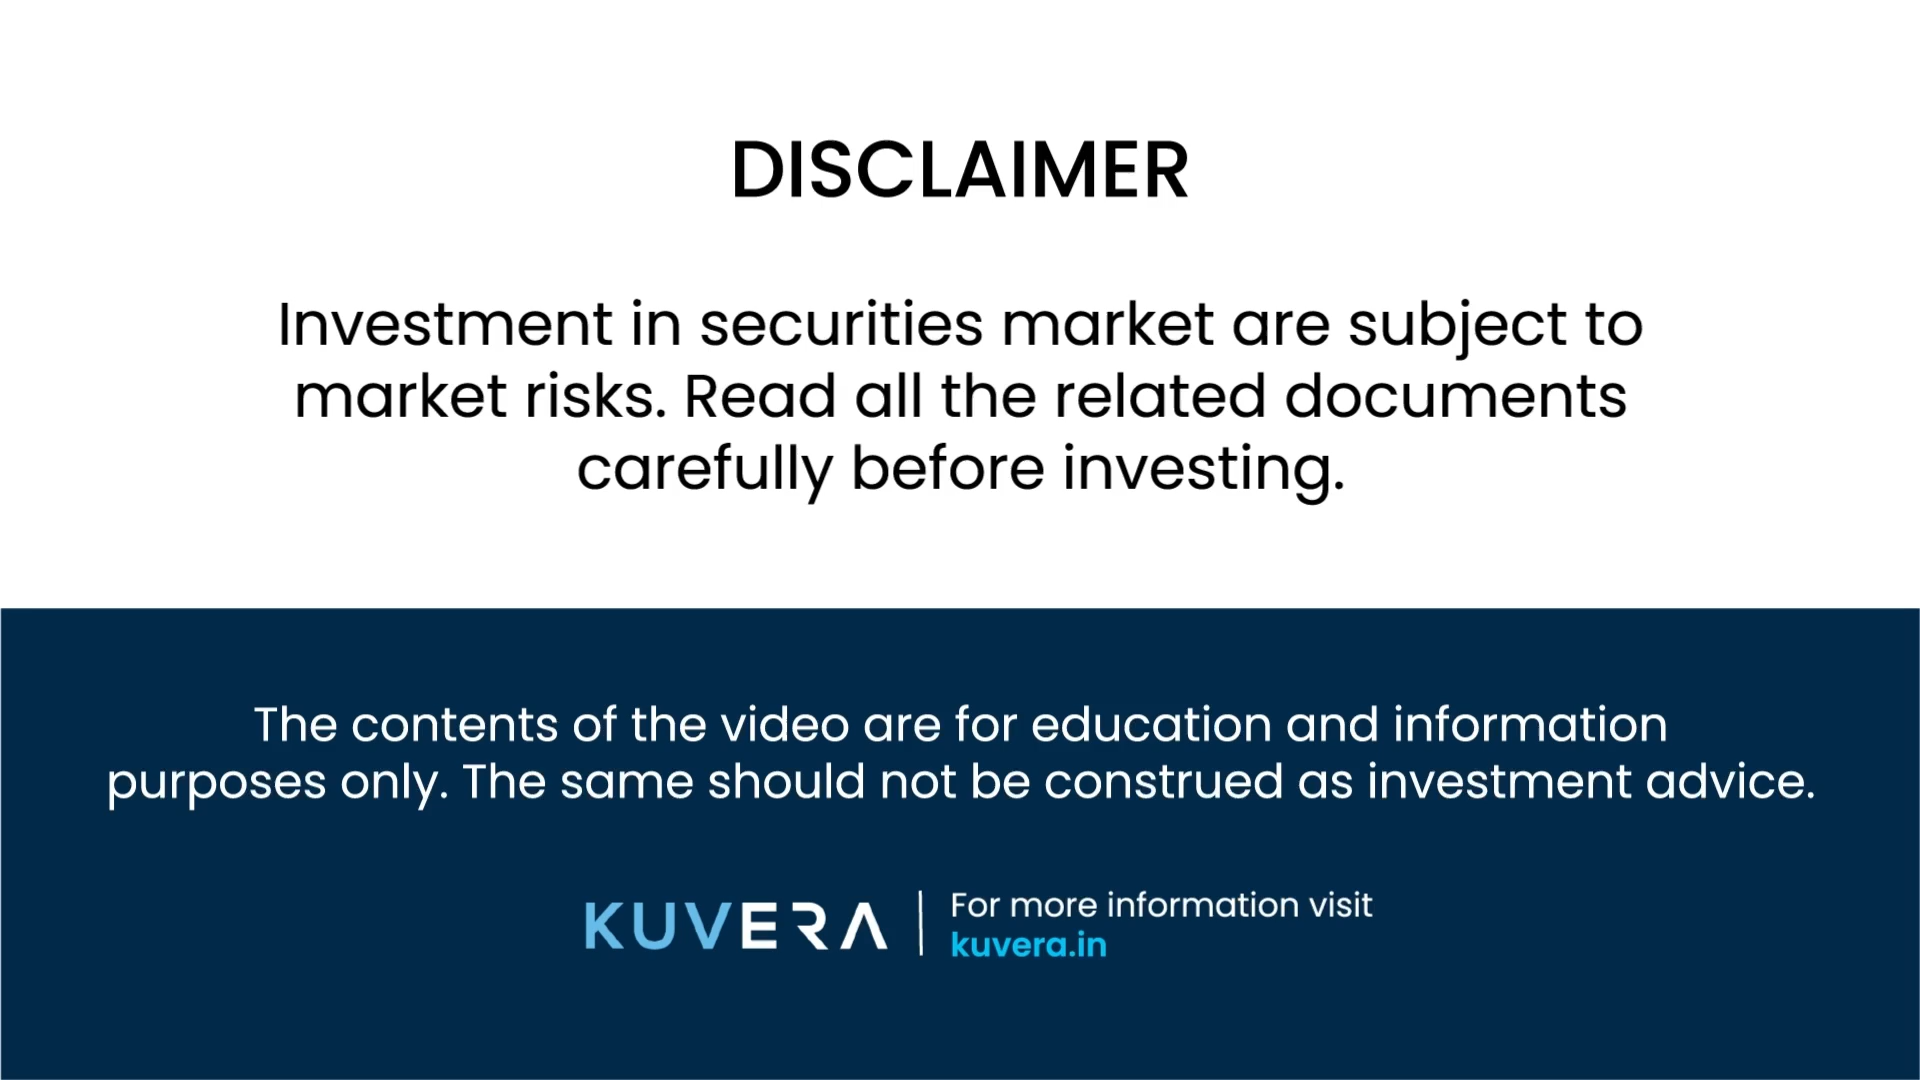 DISCLAIMER
Investment in securities market are subject to
market risks. Read all the related documents
carefully before investing.
The contents of the video are for education and information
purposes only. The same should not be construed as investment advice.
KUVERA
For more information visit
kuvera.in